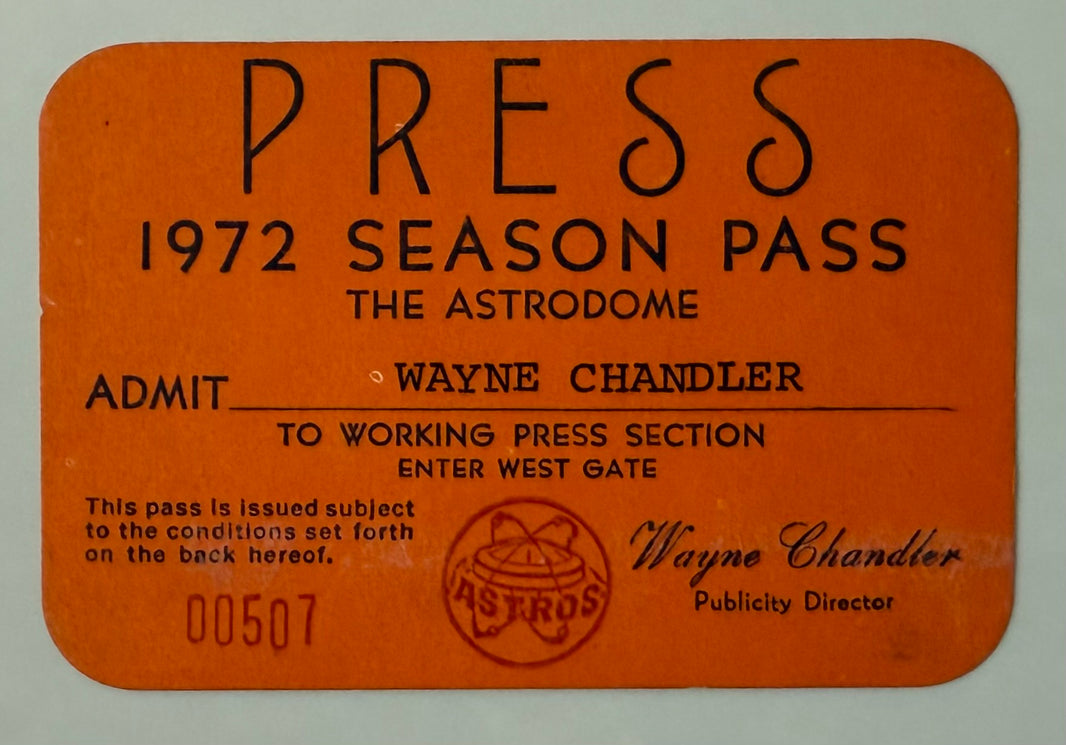 PRESS
1972 SEASON PASS
THE ASTRODOME
ADMIT WAYNE CHANDLER
TO WORKING PRESS SECTION
ENTER WEST GATE
This pass is issued subject
to the conditions set forth
on the back hereof.
00507
ASTROS
Wayne Chandler
Publicity Director